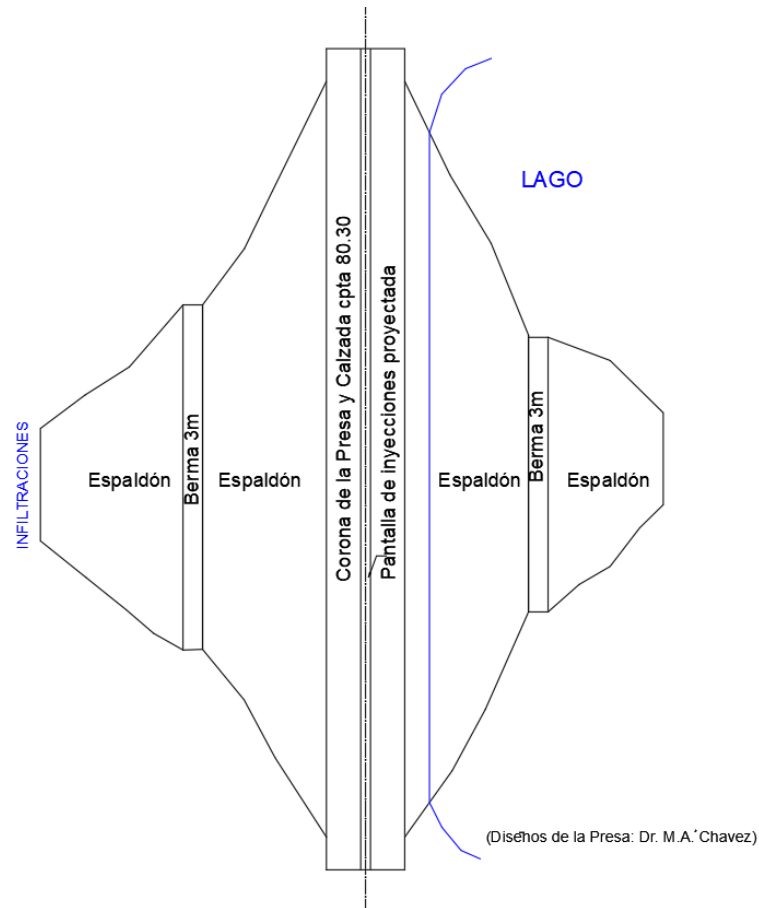 LAGO
Corona de la Presa y Calzada cpta 80.30
Pantalla de inyecciones proyectada
INFILTRACIONES
Espaldón
Berma 3m
Espaldón
Espaldón
Berma 3m
Espaldón
(Diseños de la Presa: Dr. M.A. Chavez)